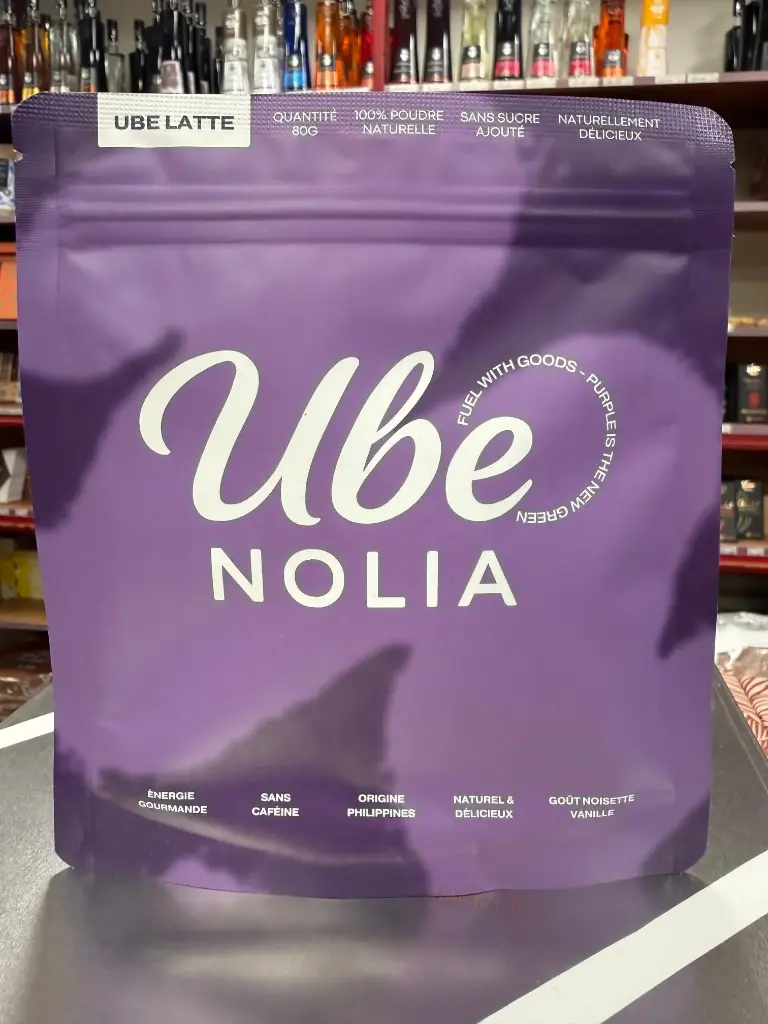 UBE LATTE
QUANTITÉ
80G
100% POUDRE
NATURELLE
SANS SUCRE
AJOUTÉ
NATURELLEMENT
DÉLICIEUX
Ube
FUEL WITH GOODS - PURPLE IS THE NEW GREEN
NOLIA
ÉNERGIE
GOURMANDE
SANS
CAFÉINE
ORIGINE
PHILIPPINES
NATUREL &
DÉLICIEUX
GOÛT NOISETTE
VANILLE